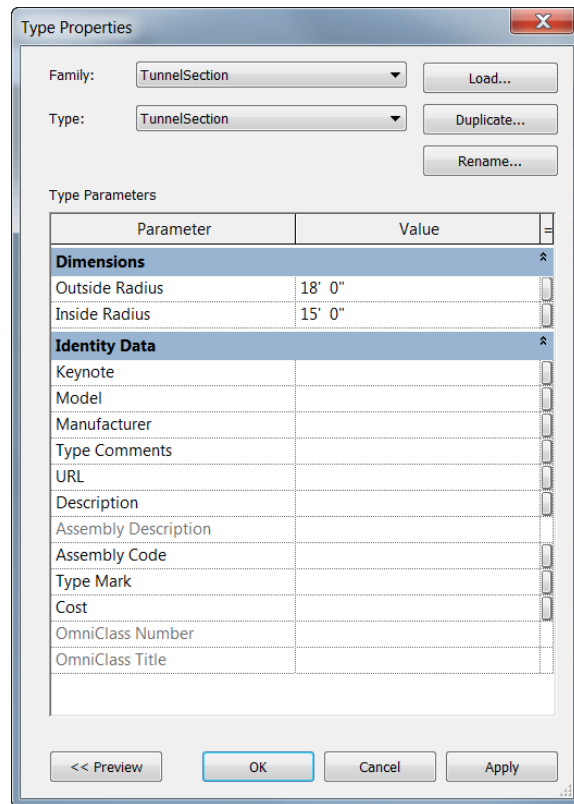 Type Properties
Family: TunnelSection Load...
Type: TunnelSection Duplicate...
Rename...
Type Parameters
Parameter Value =
Dimensions
Outside Radius 18' 0"
Inside Radius 15' 0"
Identity Data
Keynote
Model
Manufacturer
Type Comments
URL
Description
Assembly Description
Assembly Code
Type Mark
Cost
OmniClass Number
OmniClass Title
<< Preview OK Cancel Apply